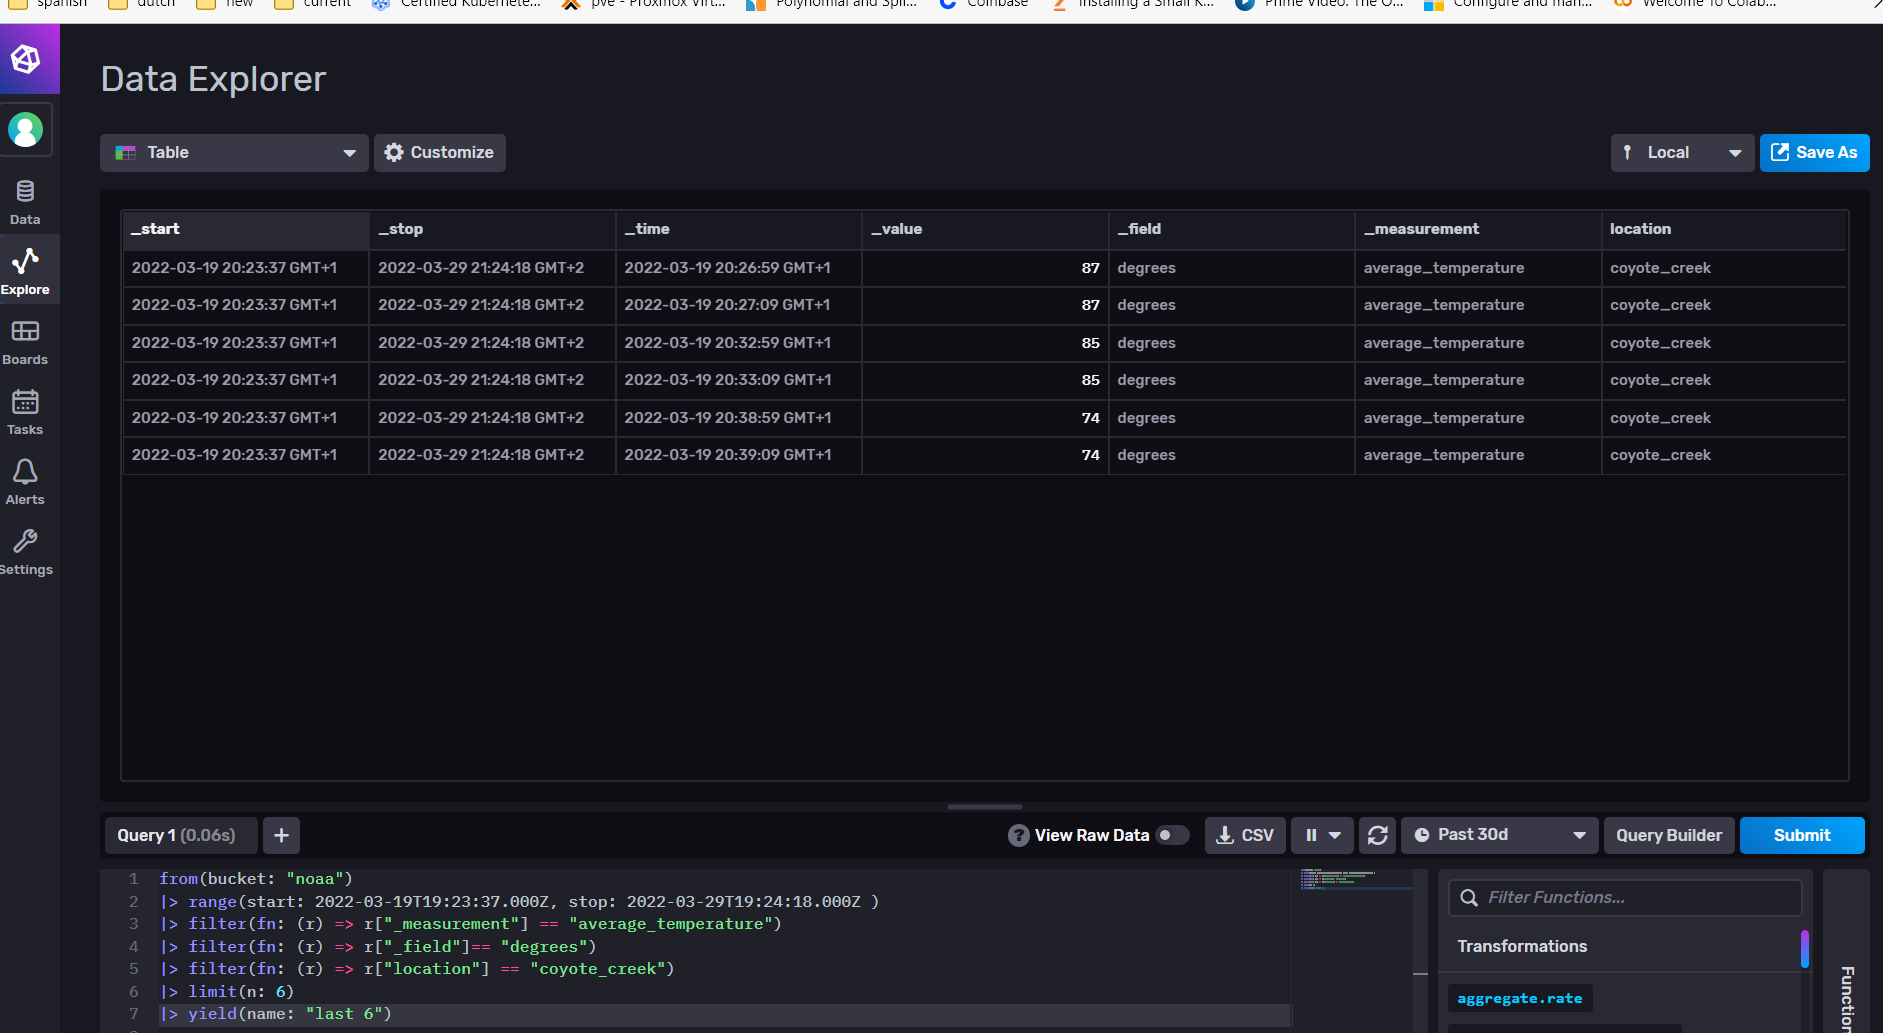 spanish dutch new current Certified Kubernete... pve - Proxmox Virt... Polynomial and Spli... Coinbase Installing a Small K... Prime Video: The O... Configure and man... Welcome To Colab...
Data Explorer
Table Customize Local Save As
Data
Explore
Boards
Tasks
Alerts
Settings
_start _stop _time _value _field _measurement location
2022-03-19 20:23:37 GMT+1 2022-03-29 21:24:18 GMT+2 2022-03-19 20:26:59 GMT+1 87 degrees average_temperature coyote_creek
2022-03-19 20:23:37 GMT+1 2022-03-29 21:24:18 GMT+2 2022-03-19 20:27:09 GMT+1 87 degrees average_temperature coyote_creek
2022-03-19 20:23:37 GMT+1 2022-03-29 21:24:18 GMT+2 2022-03-19 20:32:59 GMT+1 85 degrees average_temperature coyote_creek
2022-03-19 20:23:37 GMT+1 2022-03-29 21:24:18 GMT+2 2022-03-19 20:33:09 GMT+1 85 degrees average_temperature coyote_creek
2022-03-19 20:23:37 GMT+1 2022-03-29 21:24:18 GMT+2 2022-03-19 20:38:59 GMT+1 74 degrees average_temperature coyote_creek
2022-03-19 20:23:37 GMT+1 2022-03-29 21:24:18 GMT+2 2022-03-19 20:39:09 GMT+1 74 degrees average_temperature coyote_creek
Query 1 (0.06s) + ? View Raw Data CSV Past 30d Query Builder Submit
1 from(bucket: "noaa")
2 |> range(start: 2022-03-19T19:23:37.000Z, stop: 2022-03-29T19:24:18.000Z )
3 |> filter(fn: (r) => r["_measurement"] == "average_temperature")
4 |> filter(fn: (r) => r["_field"]== "degrees")
5 |> filter(fn: (r) => r["location"] == "coyote_creek")
6 |> limit(n: 6)
7 |> yield(name: "last 6")
Filter Functions...
Transformations
aggregate.rate
Function